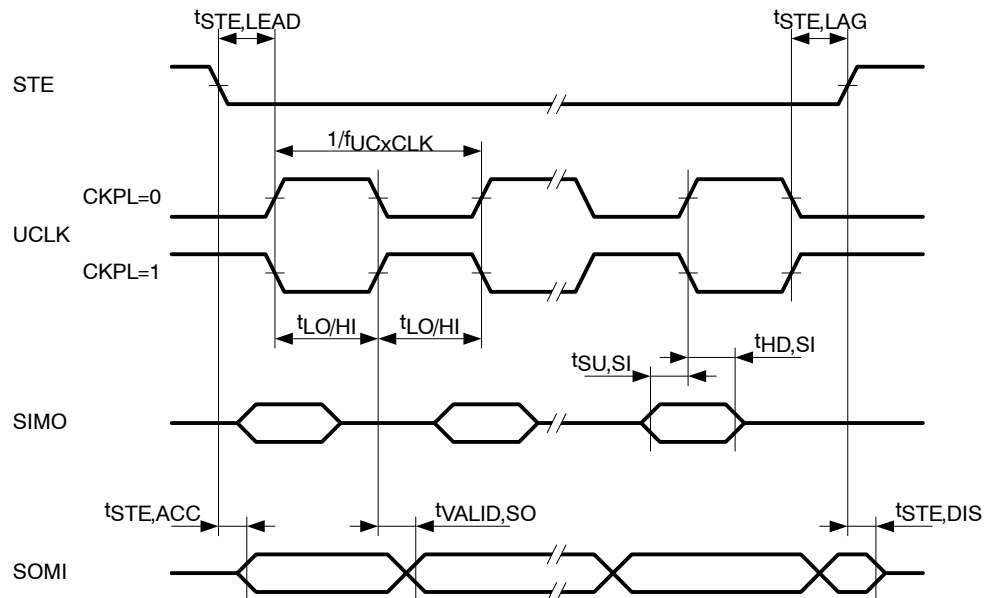 tSTE,LEAD
tSTE,LAG
STE
1/fUCxCLK
CKPL=0
UCLK
CKPL=1
tLO/HI
tLO/HI
tHD,SI
tSU,SI
SIMO
tSTE,ACC
tVALID,SO
tSTE,DIS
SOMI